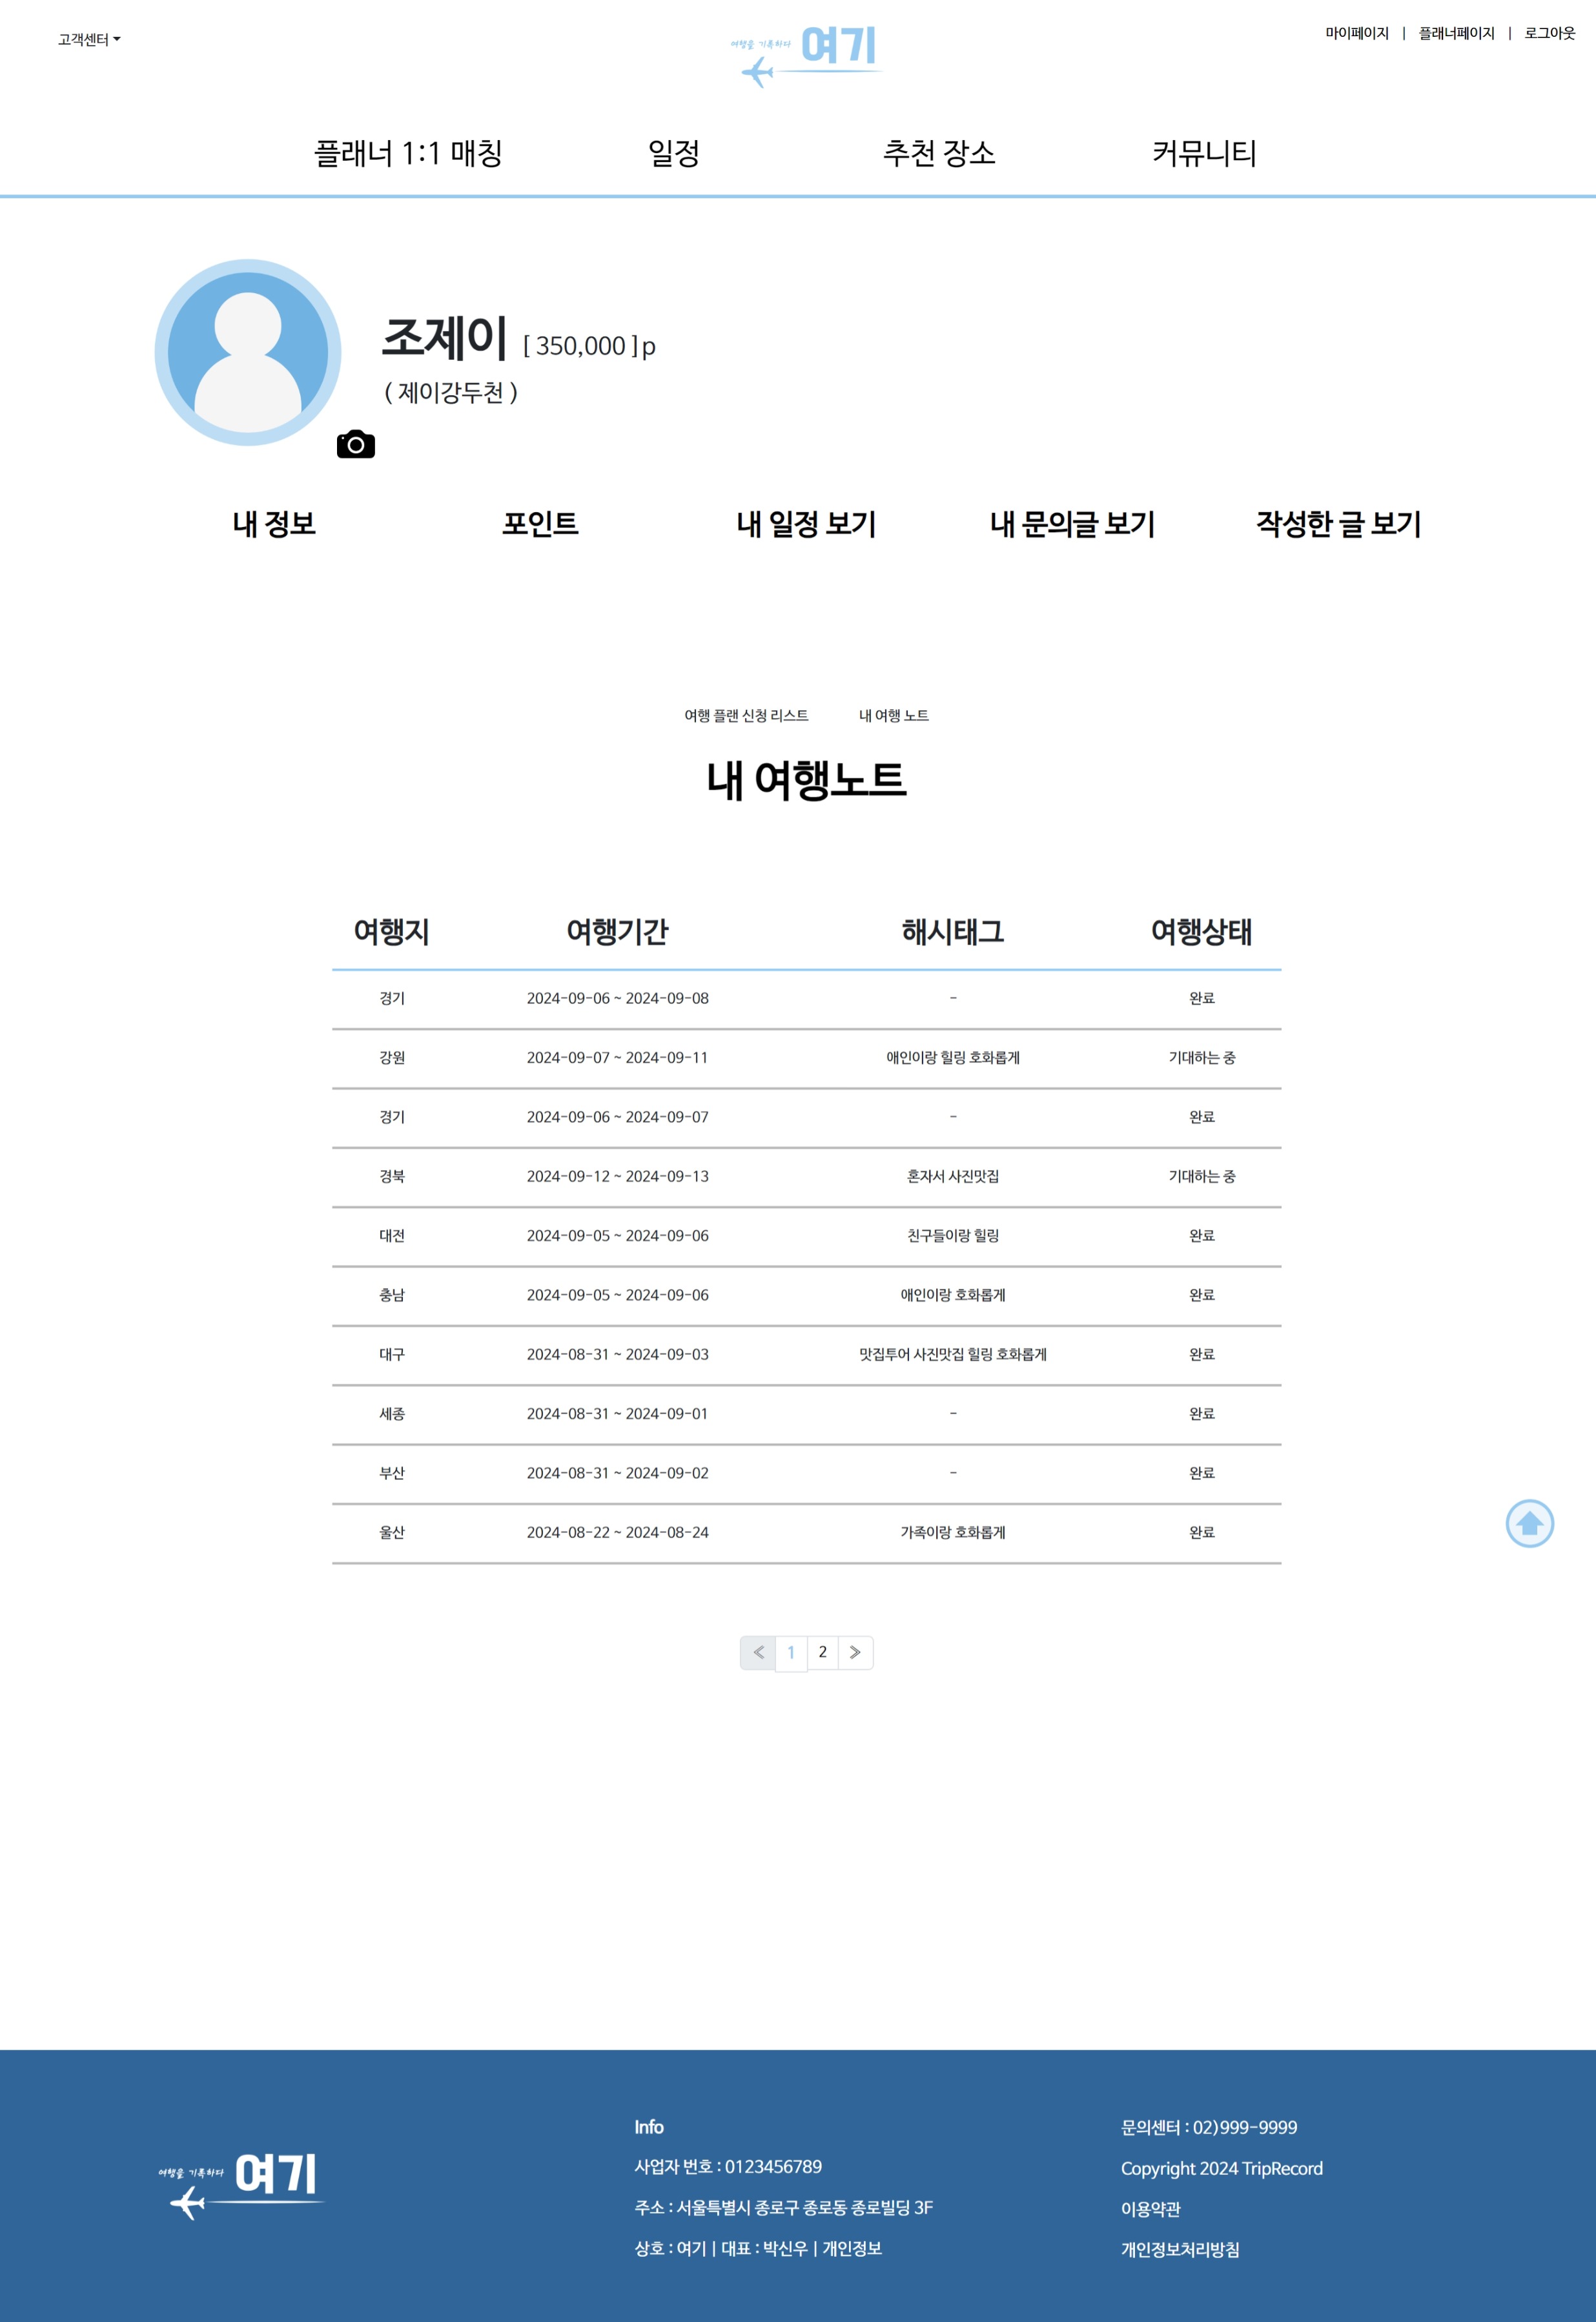 고객센터
여행을 기록하다 여기
마이페이지 | 플래너페이지 | 로그아웃
플래너 1:1 매칭 일정 추천 장소 커뮤니티
조제이 [ 350,000 ] p
( 제이강두천 )
내 정보 포인트 내 일정 보기 내 문의글 보기 작성한 글 보기
여행 플랜 신청 리스트 내 여행 노트
내 여행노트
여행지 여행기간 해시태그 여행상태
경기 2024-09-06 ~ 2024-09-08 - 완료
강원 2024-09-07 ~ 2024-09-11 애인이랑 힐링 호화롭게 기대하는 중
경기 2024-09-06 ~ 2024-09-07 - 완료
경북 2024-09-12 ~ 2024-09-13 혼자서 사진맛집 기대하는 중
대전 2024-09-05 ~ 2024-09-06 친구들이랑 힐링 완료
충남 2024-09-05 ~ 2024-09-06 애인이랑 호화롭게 완료
대구 2024-08-31 ~ 2024-09-03 맛집투어 사진맛집 힐링 호화롭게 완료
세종 2024-08-31 ~ 2024-09-01 - 완료
부산 2024-08-31 ~ 2024-09-02 - 완료
울산 2024-08-22 ~ 2024-08-24 가족이랑 호화롭게 완료
≪ 1 2 ≫
여행을 기록하다 여기
Info
사업자 번호 : 0123456789
주소 : 서울특별시 종로구 종로동 종로빌딩 3F
상호 : 여기 | 대표 : 박신우 | 개인정보
문의센터 : 02)999-9999
Copyright 2024 TripRecord
이용약관
개인정보처리방침